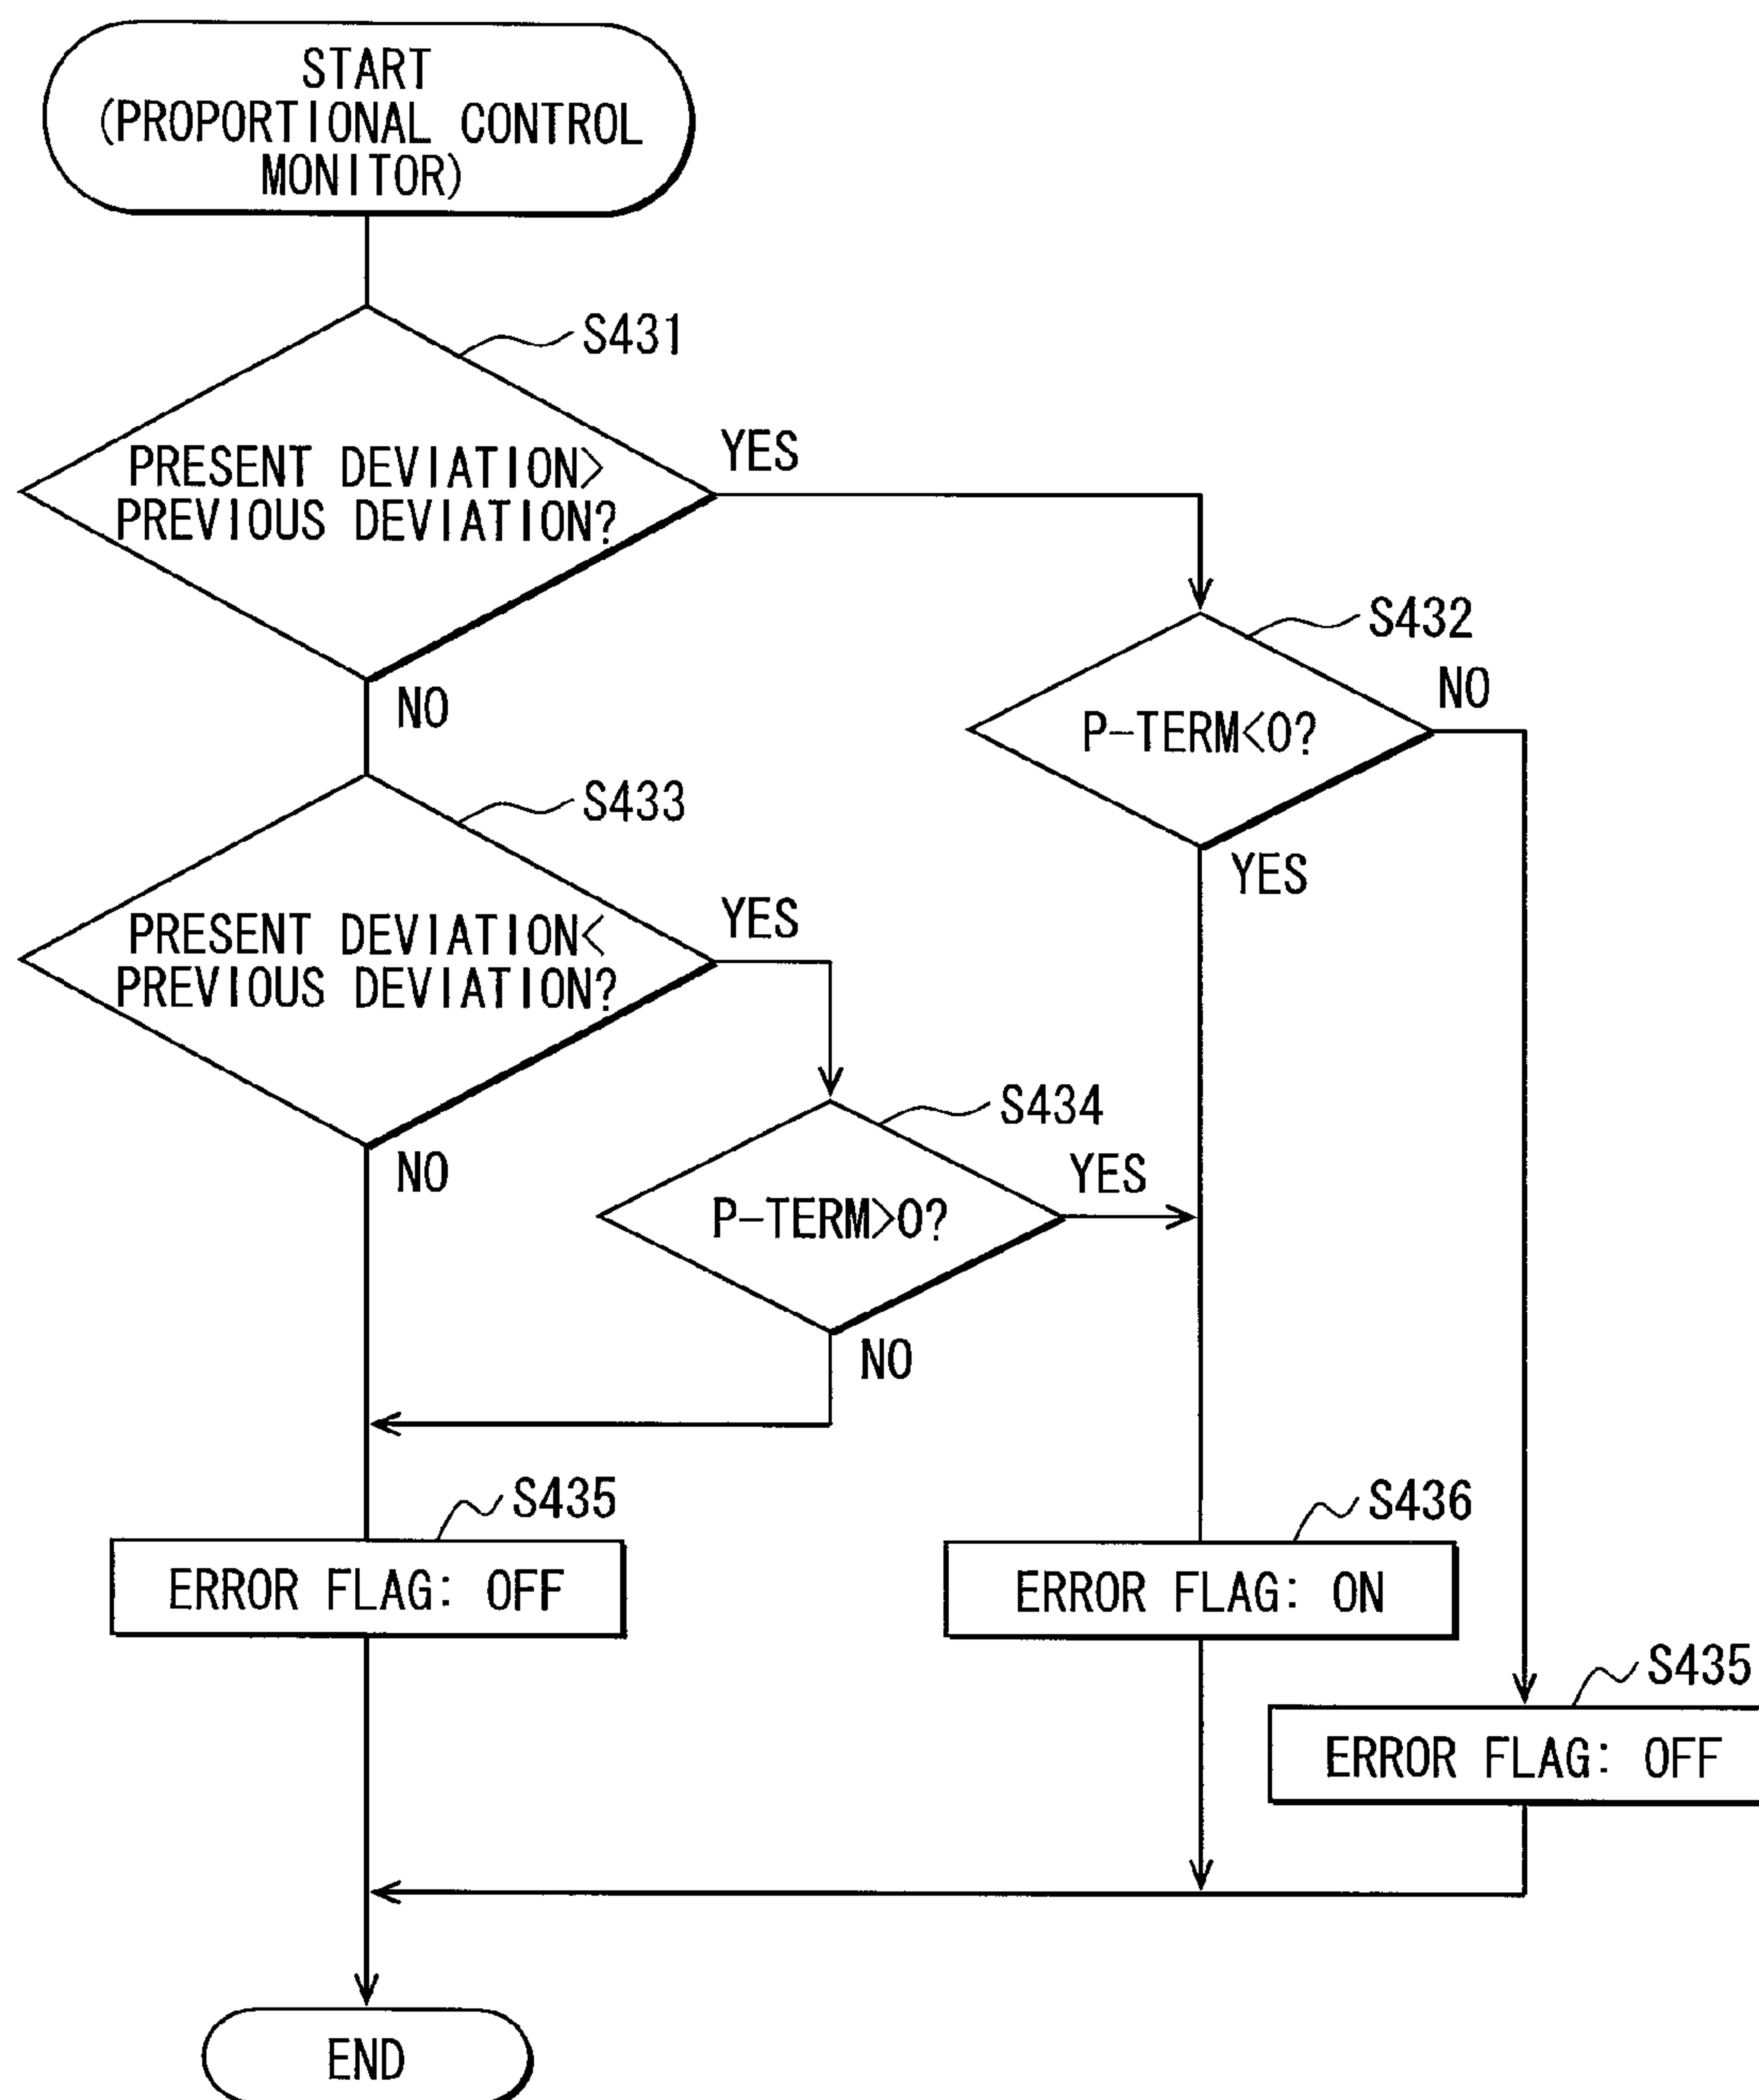 START
(PROPORTIONAL CONTROL
MONITOR)
S431
PRESENT DEVIATION>
PREVIOUS DEVIATION?
YES
NO
S432
P-TERM<0?
NO
YES
S433
PRESENT DEVIATION<
PREVIOUS DEVIATION?
YES
NO
S434
P-TERM>0?
YES
NO
S435
ERROR FLAG: OFF
S436
ERROR FLAG: ON
S435
ERROR FLAG: OFF
END